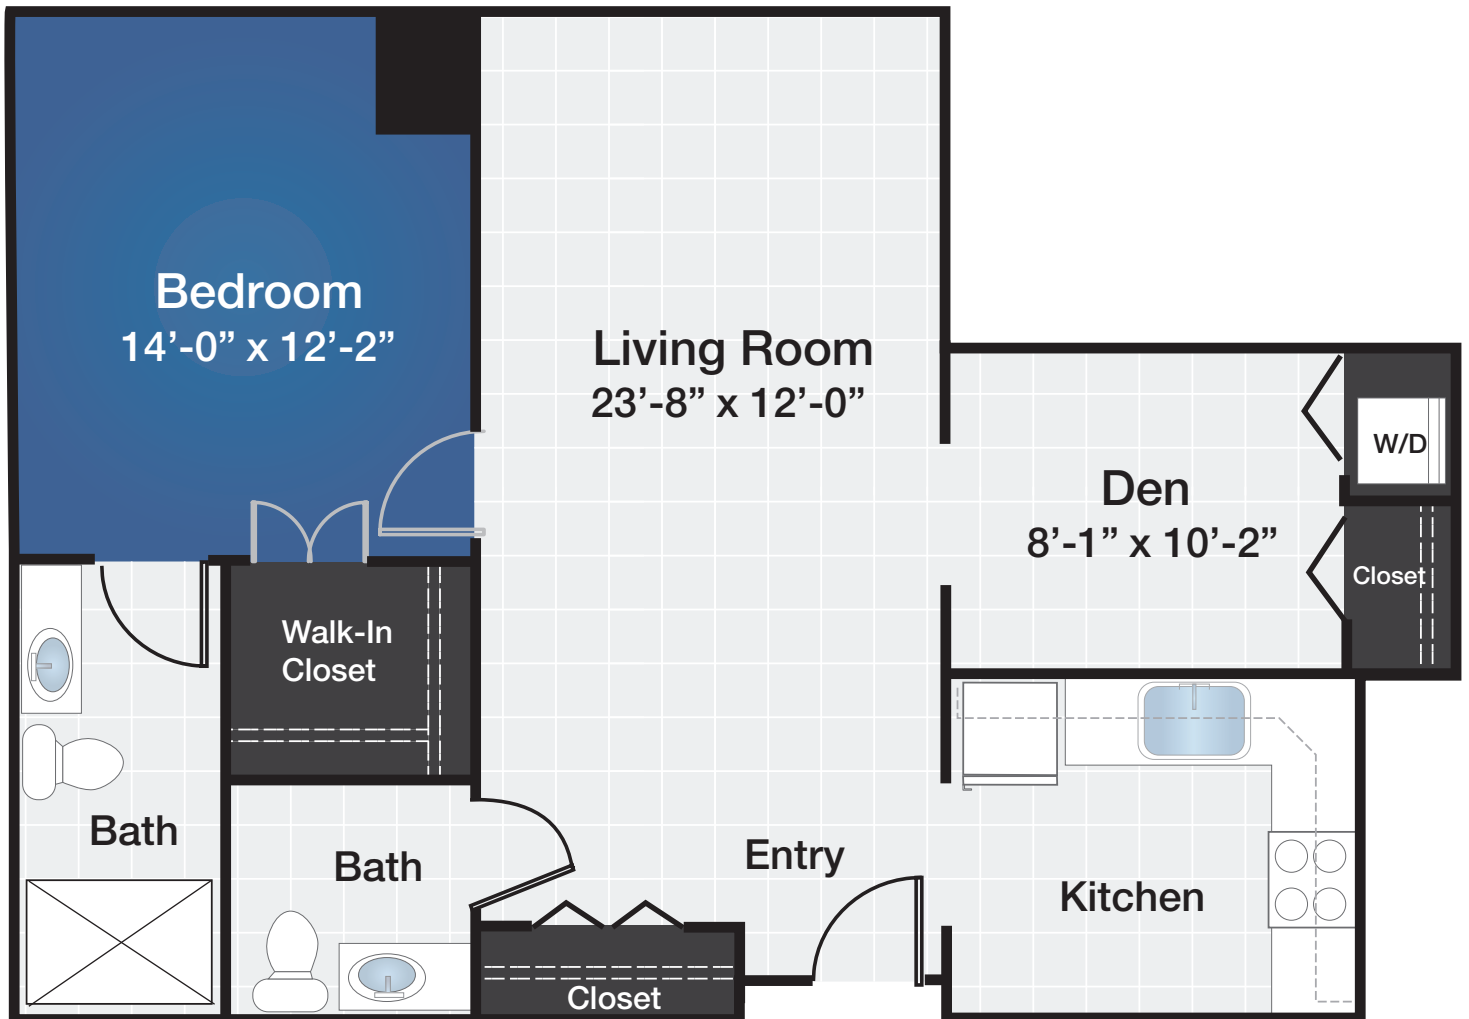 Bedroom
14’-0” x 12’-2”
Living Room
23’-8” x 12’-0”
W/D
Den
8’-1” x 10’-2”
Closet
Walk-In
Closet
Bath
Bath
Entry
Kitchen
Closet